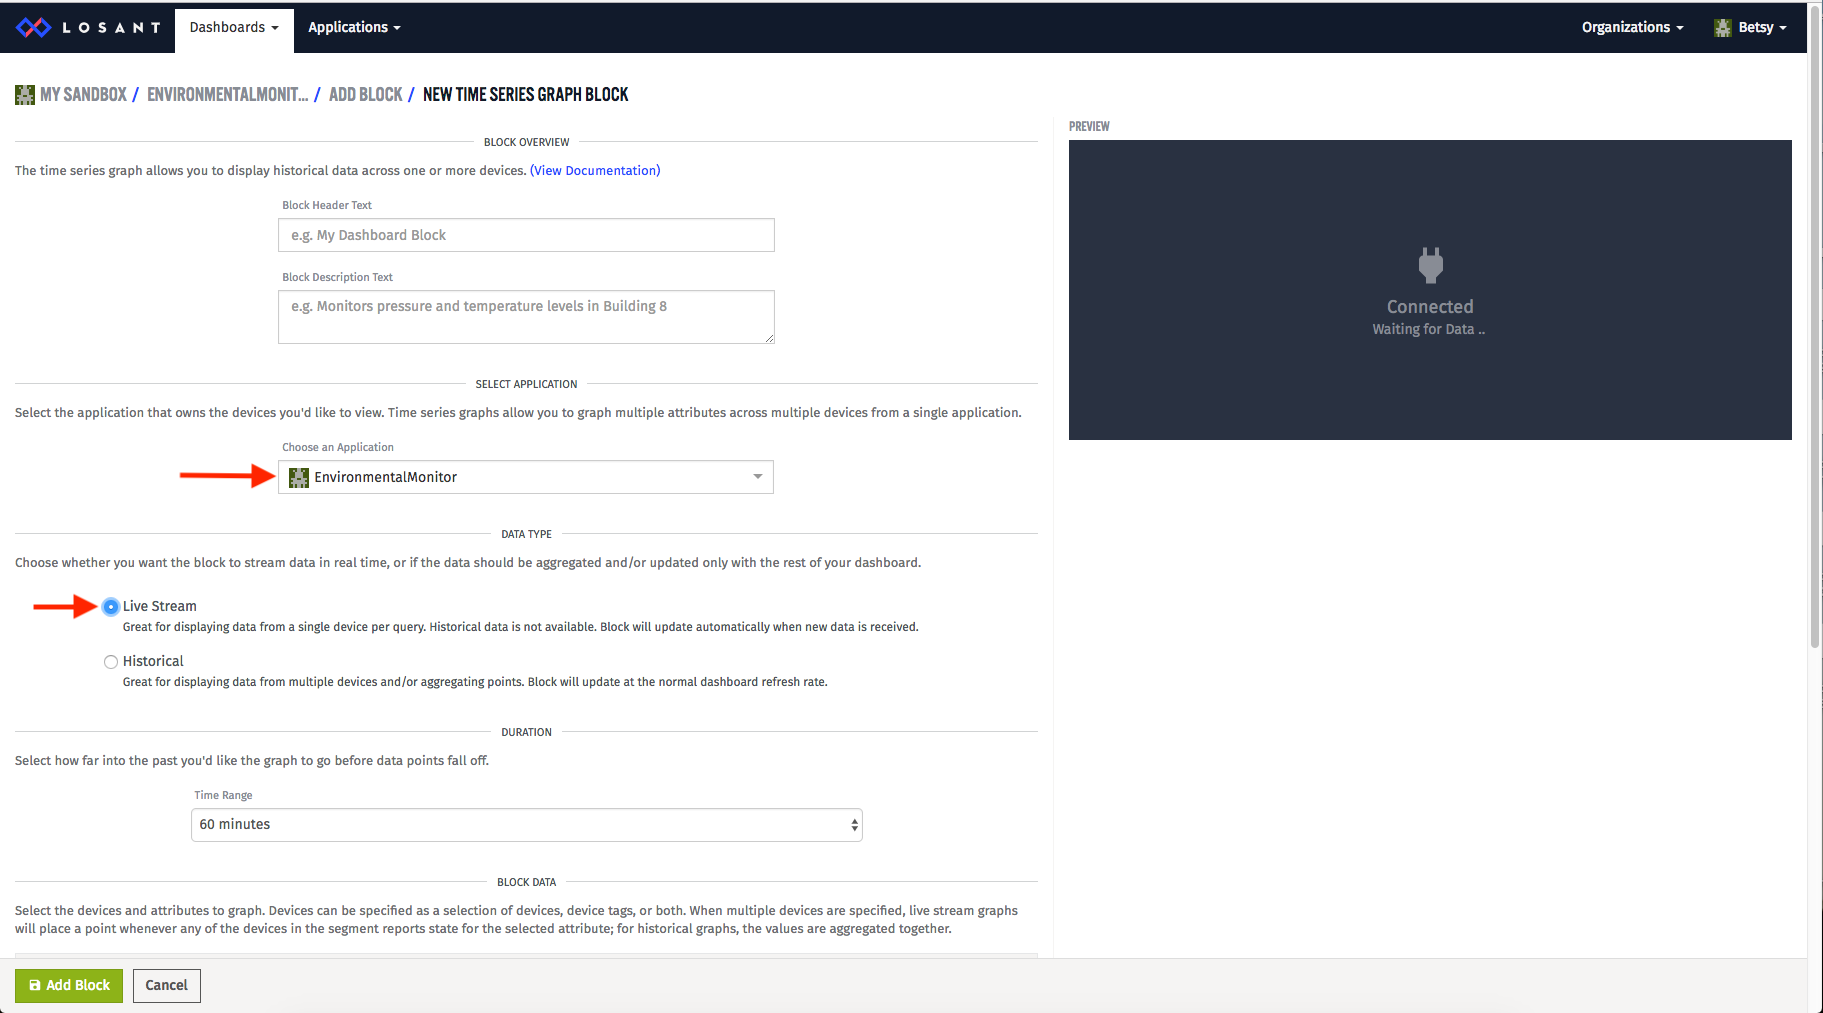 LOSANT
Dashboards
Applications
Organizations
Betsy
MY SANDBOX / ENVIRONMENTALMONIT... / ADD BLOCK / NEW TIME SERIES GRAPH BLOCK
BLOCK OVERVIEW
The time series graph allows you to display historical data across one or more devices. (View Documentation)
Block Header Text
e.g. My Dashboard Block
Block Description Text
e.g. Monitors pressure and temperature levels in Building 8
SELECT APPLICATION
Select the application that owns the devices you'd like to view. Time series graphs allow you to graph multiple attributes across multiple devices from a single application.
Choose an Application
EnvironmentalMonitor
DATA TYPE
Choose whether you want the block to stream data in real time, or if the data should be aggregated and/or updated only with the rest of your dashboard.
Live Stream
Great for displaying data from a single device per query. Historical data is not available. Block will update automatically when new data is received.
Historical
Great for displaying data from multiple devices and/or aggregating points. Block will update at the normal dashboard refresh rate.
DURATION
Select how far into the past you'd like the graph to go before data points fall off.
Time Range
60 minutes
BLOCK DATA
Select the devices and attributes to graph. Devices can be specified as a selection of devices, device tags, or both. When multiple devices are specified, live stream graphs
will place a point whenever any of the devices in the segment reports state for the selected attribute; for historical graphs, the values are aggregated together.
Add Block
Cancel
PREVIEW
Connected
Waiting for Data ..